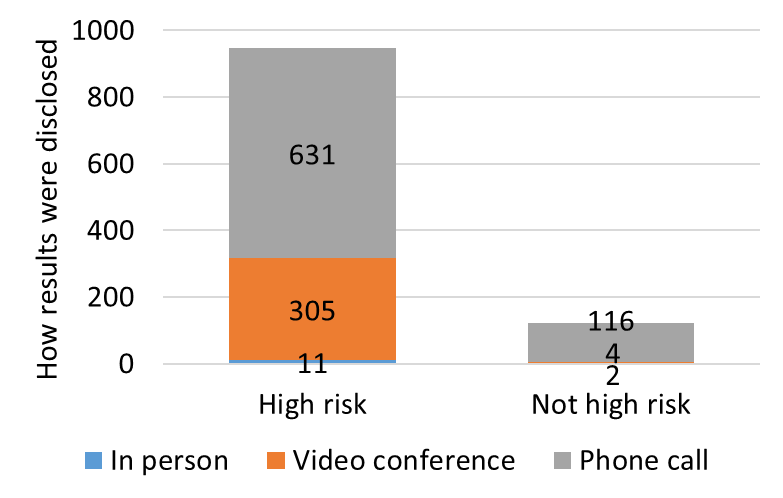 How results were disclosed
1000
800
600
400
200
0
631
305
11
116
4
2
High risk
Not high risk
In person
Video conference
Phone call